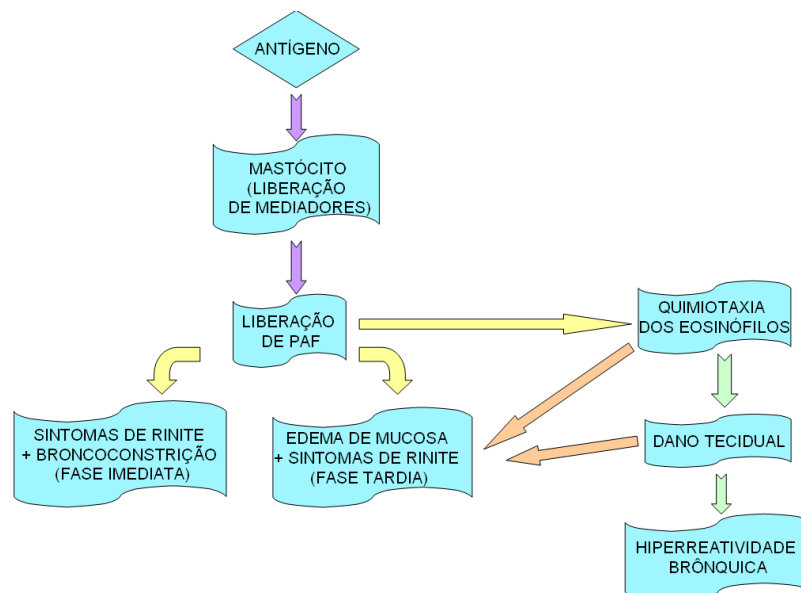 ANTÍGENO
MASTÓCITO
(LIBERAÇÃO
DE MEDIADORES)
LIBERAÇÃO
DE PAF
QUIMIOTAXIA
DOS EOSINÓFILOS
SINTOMAS DE RINITE
+ BRONCOCONSTRIÇÃO
(FASE IMEDIATA)
EDEMA DE MUCOSA
+ SINTOMAS DE RINITE
(FASE TARDIA)
DANO TECIDUAL
HIPERREATIVIDADE
BRÔNQUICA